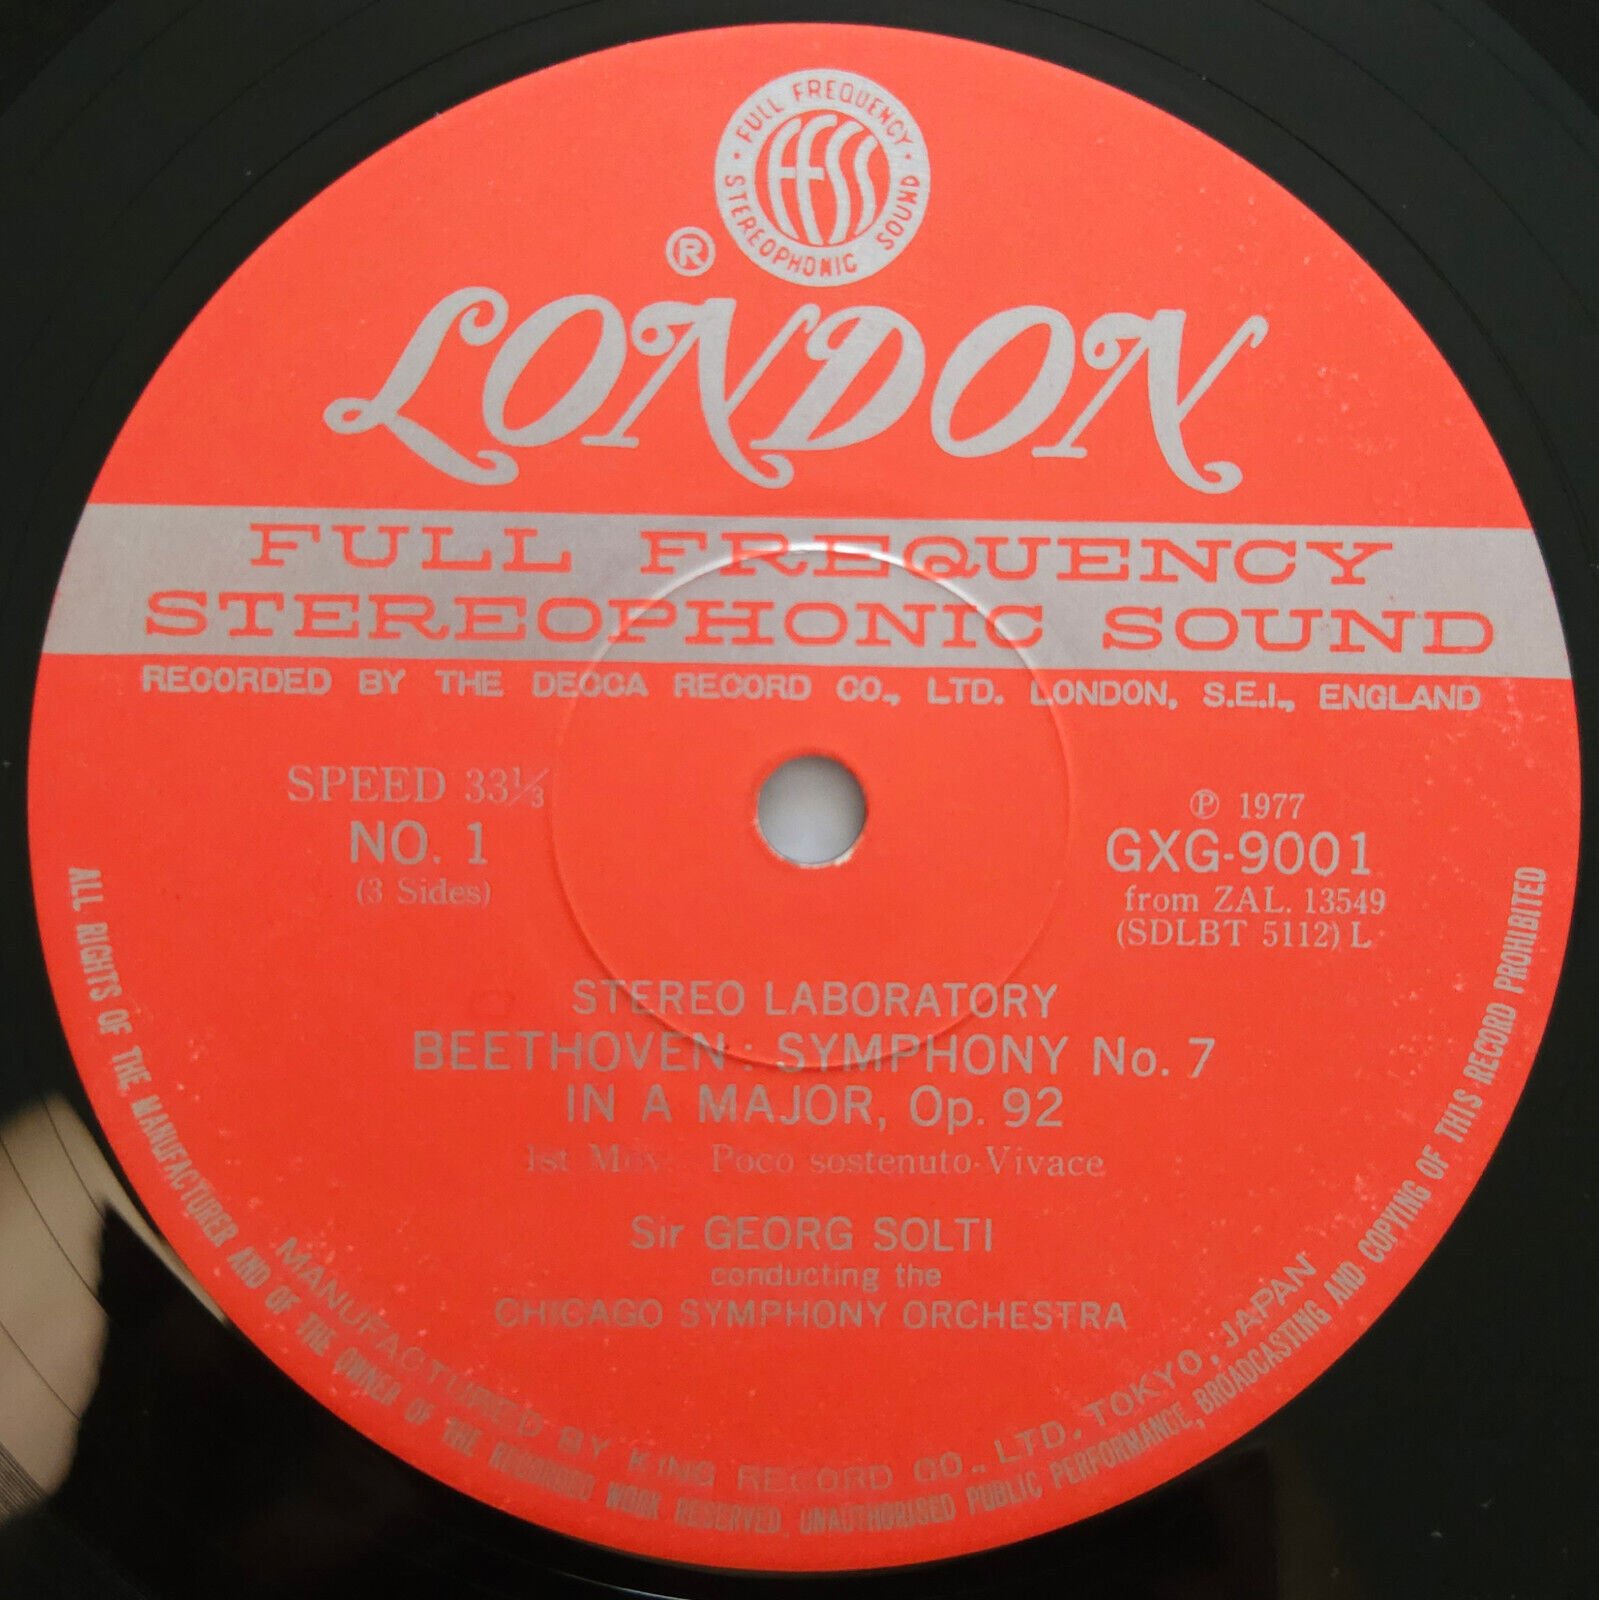 FULL FREQUENCY
STEREOPHONIC SOUND
FFSS
®
LONDON
FULL FREQUENCY
STEREOPHONIC SOUND
RECORDED BY THE DECCA RECORD CO., LTD. LONDON, S.E.I., ENGLAND
SPEED 33⅓
NO. 1
(3 Sides)
℗ 1977
GXG-9001
from ZAL. 13549
(SDLBT 5112) L
STEREO LABORATORY
BEETHOVEN : SYMPHONY No. 7
IN A MAJOR, Op. 92
1st Mov: Poco sostenuto-Vivace
Sir GEORG SOLTI
conducting the
CHICAGO SYMPHONY ORCHESTRA
MANUFACTURED BY KING RECORD CO., LTD. TOKYO, JAPAN
ALL RIGHTS OF THE MANUFACTURER AND OF THE OWNER OF THE RECORDED WORK RESERVED. UNAUTHORISED PUBLIC PERFORMANCE, BROADCASTING AND COPYING OF THIS RECORD PROHIBITED